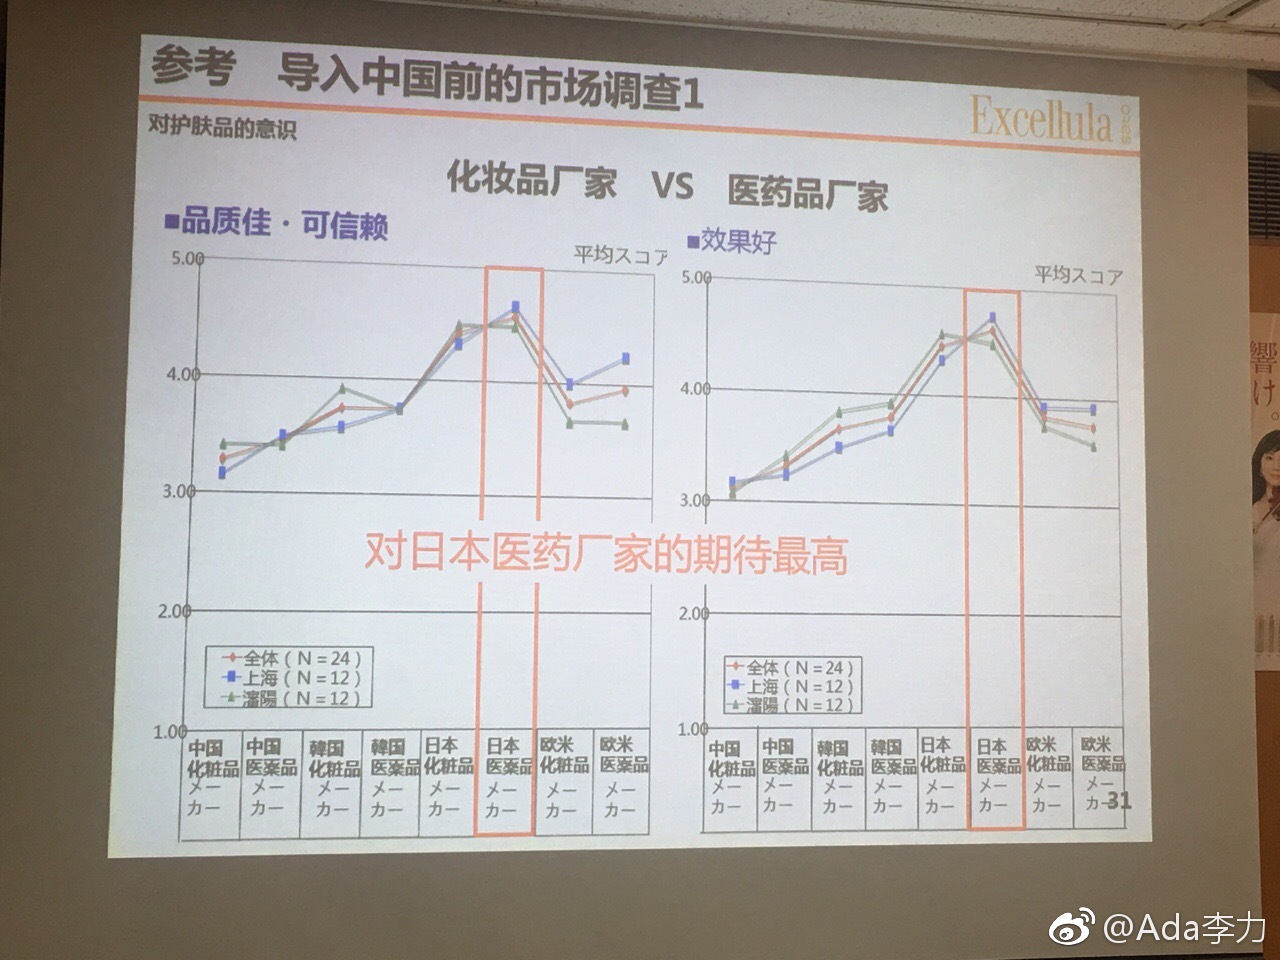 参考 导入中国前的市场调查1
Excellula
对护肤品的意识
化妆品厂家 VS 医药品厂家
■品质佳・可信赖
平均スコア
5.00
4.00
3.00
2.00
1.00
全体(N=24)
上海(N=12)
瀋陽(N=12)
中国 化粧品 メーカー
中国 医薬品 メーカー
韓国 化粧品 メーカー
韓国 医薬品 メーカー
日本 化粧品 メーカー
日本 医薬品 メーカー
欧米 化粧品 メーカー
欧米 医薬品 メーカー
■效果好
平均スコア
5.00
4.00
3.00
2.00
1.00
全体(N=24)
上海(N=12)
瀋陽(N=12)
中国 化粧品 メーカー
中国 医薬品 メーカー
韓国 化粧品 メーカー
韓国 医薬品 メーカー
日本 化粧品 メーカー
日本 医薬品 メーカー
欧米 化粧品 メーカー
欧米 医薬品 メーカー
对日本医药厂家的期待最高
31
響
け。
@Ada李力